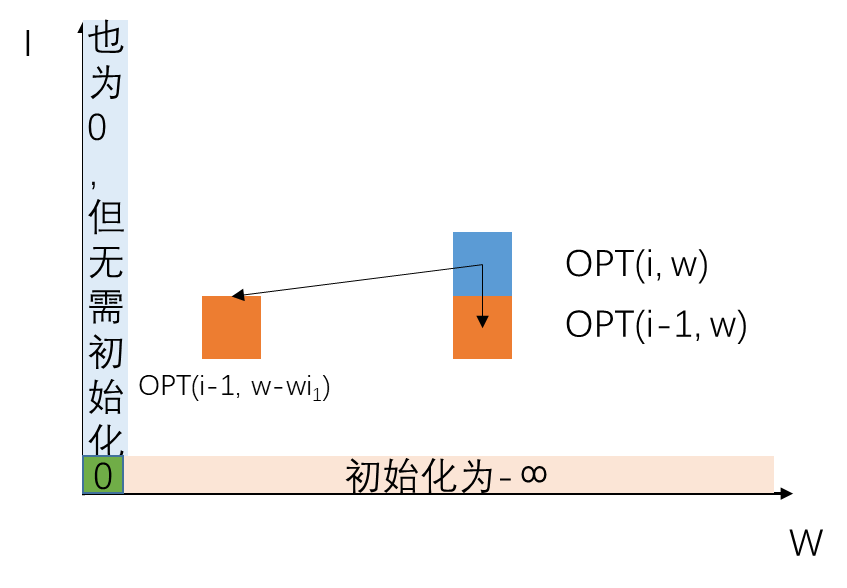 I
也为0,但无需初始化
OPT(i, w)
OPT(i-1, w)
OPT(i-1, w-wi₁)
0
初始化为-∞
W